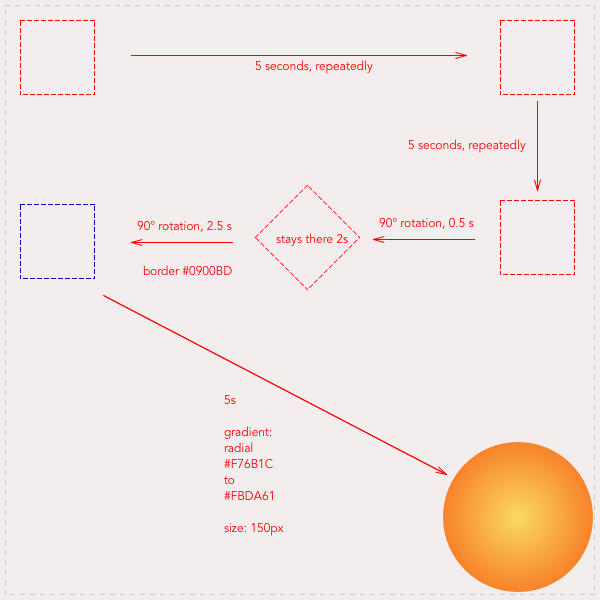 5 seconds, repeatedly
5 seconds, repeatedly
90° rotation, 2.5 s
90° rotation, 0.5 s
stays there 2s
border #0900BD
5s
gradient:
radial
#F76B1C
to
#FBDA61
size: 150px